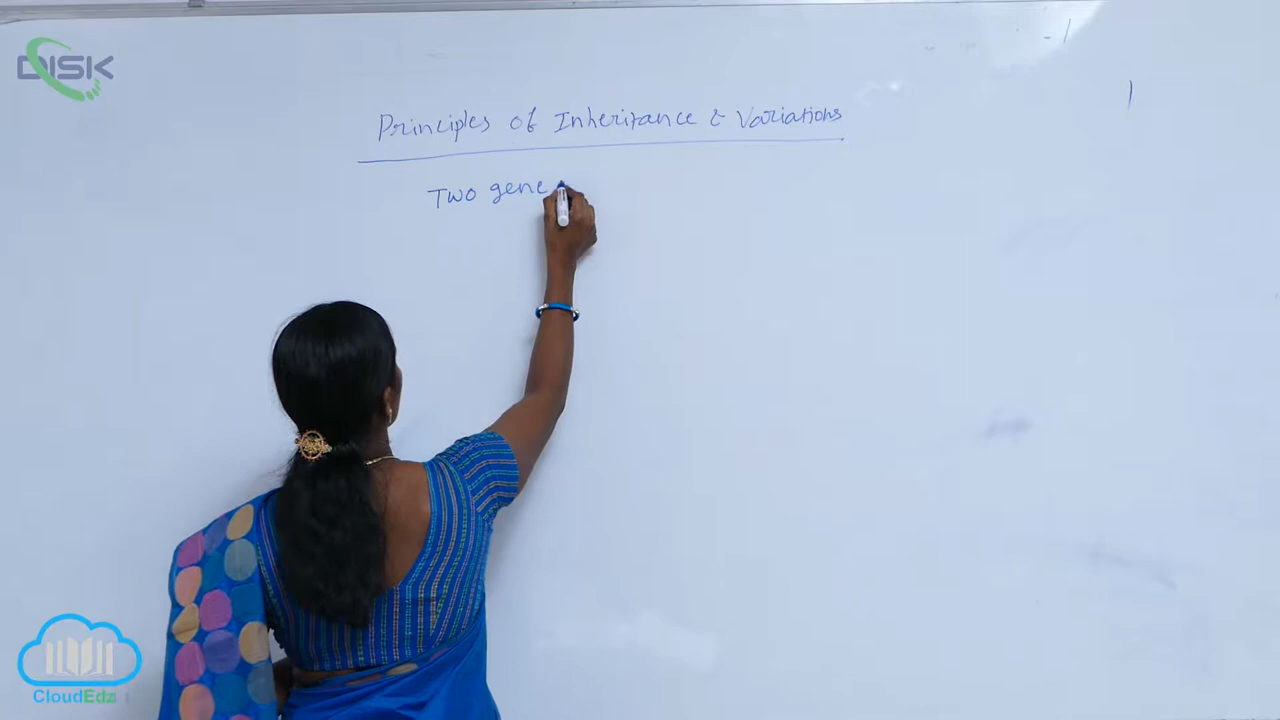 DISK
Principles of Inheritance & Variations
Two gene
CloudEdz